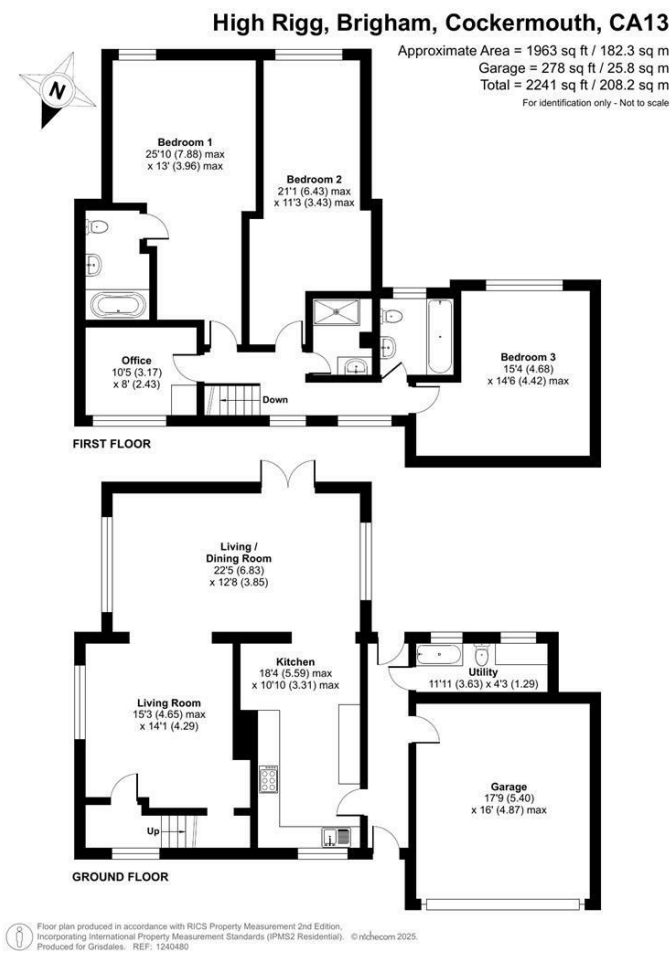 High Rigg, Brigham, Cockermouth, CA13
Approximate Area = 1963 sq ft / 182.3 sq m
Garage = 278 sq ft / 25.8 sq m
Total = 2241 sq ft / 208.2 sq m
For identification only - Not to scale
N
Bedroom 1
25'10 (7.88) max
x 13' (3.96) max
Bedroom 2
21'1 (6.43) max
x 11'3 (3.43) max
Office
10'5 (3.17)
x 8' (2.43)
Bedroom 3
15'4 (4.68)
x 14'6 (4.42) max
Down
FIRST FLOOR
Living /
Dining Room
22'5 (6.83)
x 12'8 (3.85)
Kitchen
18'4 (5.59) max
x 10'10 (3.31) max
Utility
11'11 (3.63) x 4'3 (1.29)
Living Room
15'3 (4.65) max
x 14'1 (4.29)
Garage
17'9 (5.40)
x 16' (4.87) max
Up
GROUND FLOOR
Floor plan produced in accordance with RICS Property Measurement 2nd Edition,
Incorporating International Property Measurement Standards (IPMS2 Residential). © nichecom 2025.
Produced for Grisdales. REF: 1240480